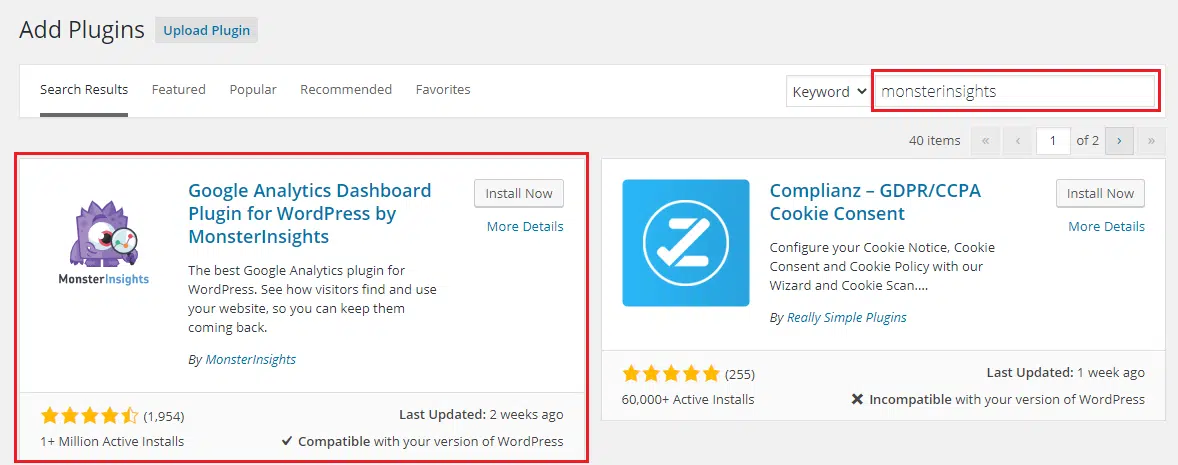 Add Plugins Upload Plugin
Search Results Featured Popular Recommended Favorites Keyword monsterinsights
40 items « ‹ 1 of 2 › »
MonsterInsights
Google Analytics Dashboard
Plugin for WordPress by
MonsterInsights
Install Now
More Details
The best Google Analytics plugin for
WordPress. See how visitors find and use
your website, so you can keep them
coming back.
By MonsterInsights
(1,954)
Last Updated: 2 weeks ago
1+ Million Active Installs
✔ Compatible with your version of WordPress
Complianz – GDPR/CCPA
Cookie Consent
Install Now
More Details
Configure your Cookie Notice, Cookie
Consent and Cookie Policy with our
Wizard and Cookie Scan....
By Really Simple Plugins
(255)
Last Updated: 1 week ago
60,000+ Active Installs
✖ Incompatible with your version of WordPress